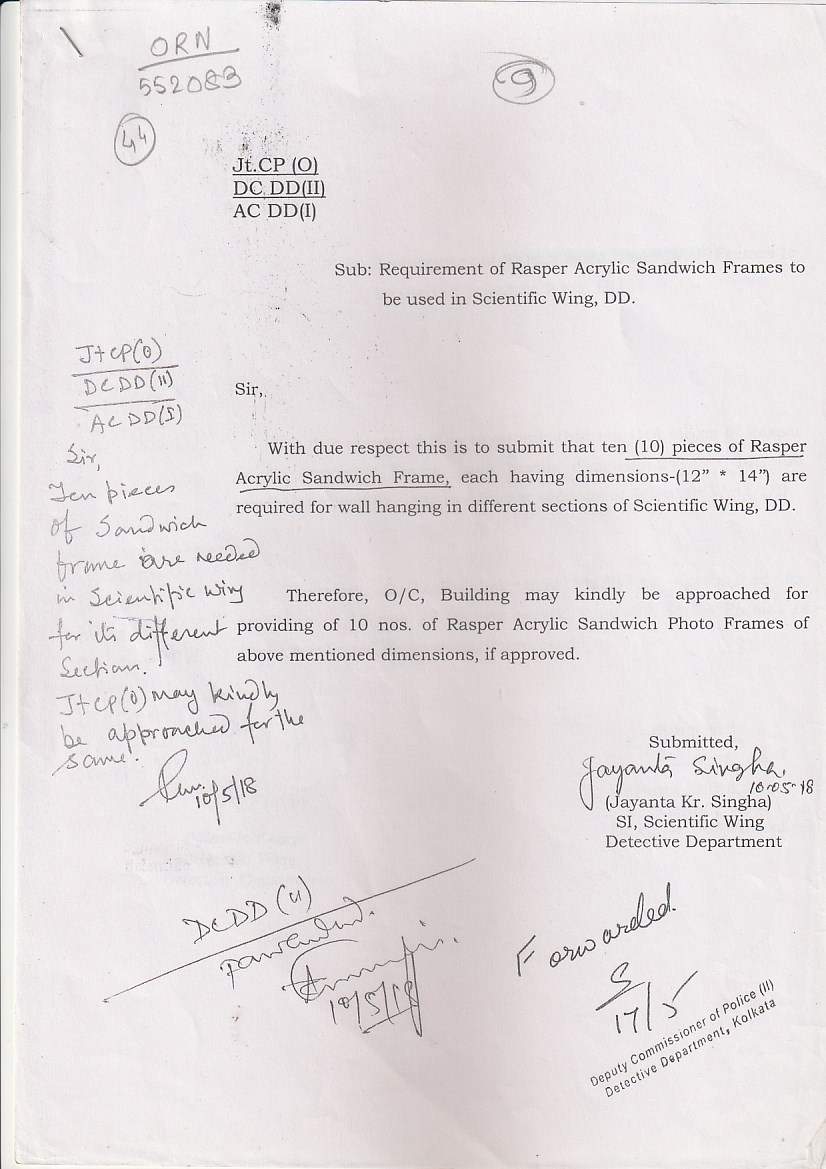 ORN
552083
9
44
Jt.CP (O)
DC DD(II)
AC DD(I)
Sub: Requirement of Rasper Acrylic Sandwich Frames to
be used in Scientific Wing, DD.
Jt CP(O)
DC DD(II)
AC DD(I)
Sir,
Ten pieces
of Sandwich
frame are needed
in Scientific Wing
for its different
Section.
Jt CP(O) may kindly
be approached for the
same.
10/5/18
Sir,
With due respect this is to submit that ten (10) pieces of Rasper
Acrylic Sandwich Frame, each having dimensions-(12” * 14”) are
required for wall hanging in different sections of Scientific Wing, DD.
Therefore, O/C, Building may kindly be approached for
providing of 10 nos. of Rasper Acrylic Sandwich Photo Frames of
above mentioned dimensions, if approved.
Submitted,
Jayanta Singha.
10-05-18
(Jayanta Kr. Singha)
SI, Scientific Wing
Detective Department
DCDD (II)
Forwarded.
10/5/18
Forwarded.
17/5
Deputy Commissioner of Police (II)
Detective Department, Kolkata